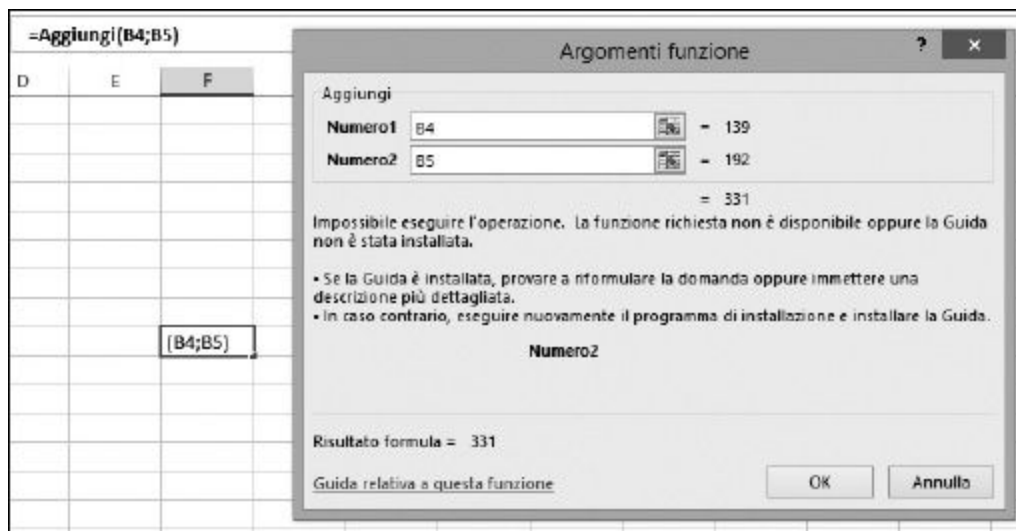 =Aggiungi(B4;B5)
Argomenti funzione
?
×
D E F
Aggiungi
Numero1 B4 = 139
Numero2 B5 = 192
= 331
Impossibile eseguire l'operazione. La funzione richiesta non è disponibile oppure la Guida
non è stata installata.
• Se la Guida è installata, provare a riformulare la domanda oppure immettere una
descrizione più dettagliata.
• In caso contrario, eseguire nuovamente il programma di installazione e installare la Guida.
(B4;B5)
Numero2
Risultato formula = 331
Guida relativa a questa funzione
OK
Annulla